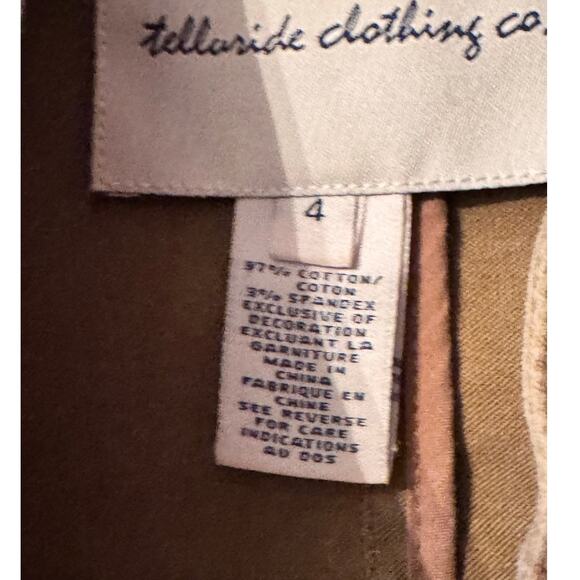 telluride clothing co.
4
97% COTTON/
COTON
3% SPANDEX
EXCLUSIVE OF
DECORATION
EXCLUANT LA
GARNITURE
MADE IN
CHINA
FABRIQUE EN
CHINE
SEE REVERSE
FOR CARE
INDICATIONS
AU DOS